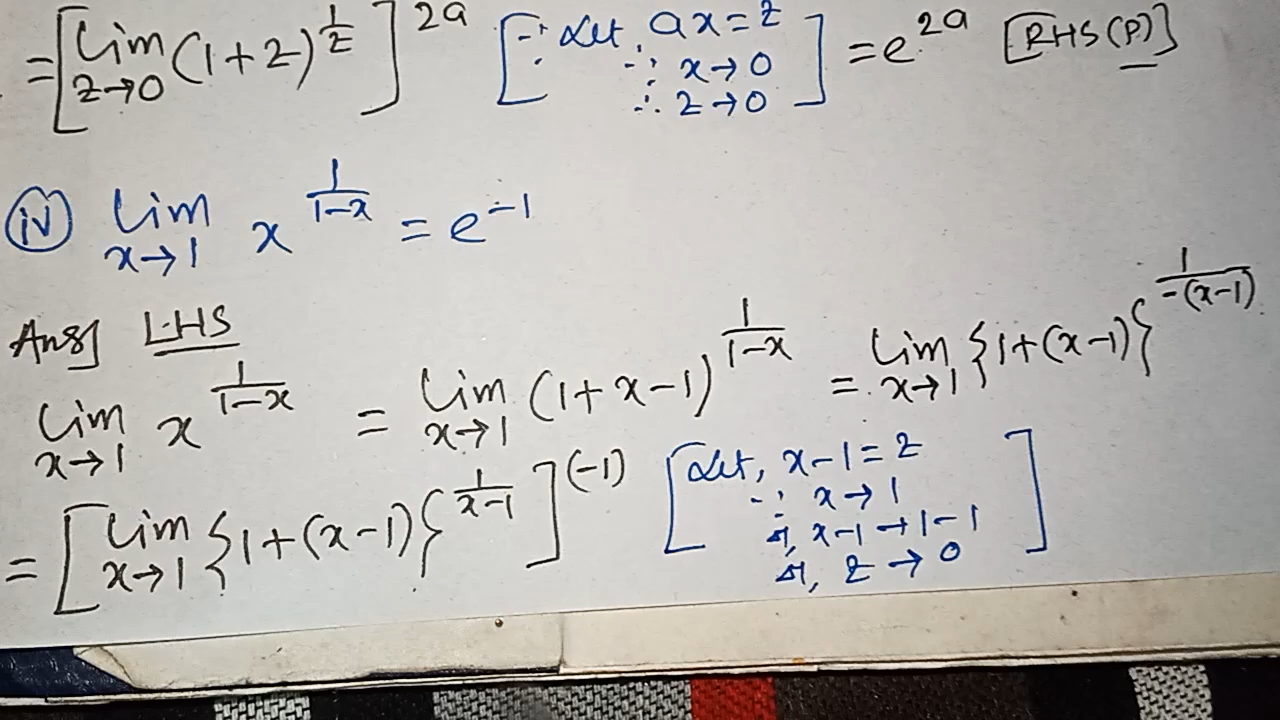 = [lim z→0 (1+z)^(1/z)]^2a [∵ Let, ax = z ∵ x→0 ∴ z→0] = e^2a [RHS(P)]
(iv) lim x→1 x^(1/(1-x)) = e^-1
Ans] LHS
lim x→1 x^(1/(1-x)) = lim x→1 (1+x-1)^(1/(1-x)) = lim x→1 {1+(x-1)}^(1/-(x-1))
= [lim x→1 {1+(x-1)}^(1/(x-1))]^(-1) [Let, x-1=z ∵ x→1 x-1→1-1 z→0]